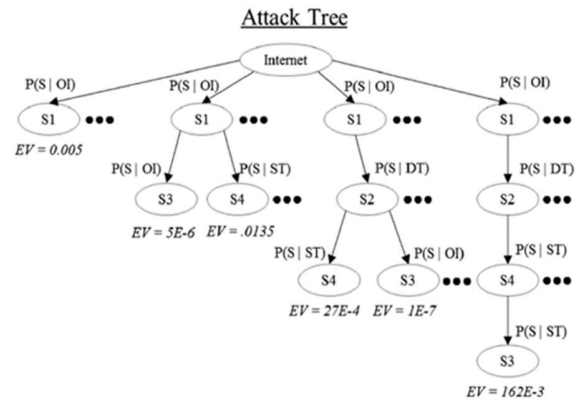 Attack Tree
Internet
P(S | OI) P(S | OI) P(S | OI) P(S | OI)
S1 S1 S1 S1
EV = 0.005
P(S | OI) P(S | ST) P(S | DT) P(S | DT)
S3 S4 S2 S2
EV = 5E-6 EV = .0135
P(S | ST) P(S | OI) P(S | ST)
S4 S3 S4
EV = 27E-4 EV = 1E-7
P(S | ST)
S3
EV = 162E-3